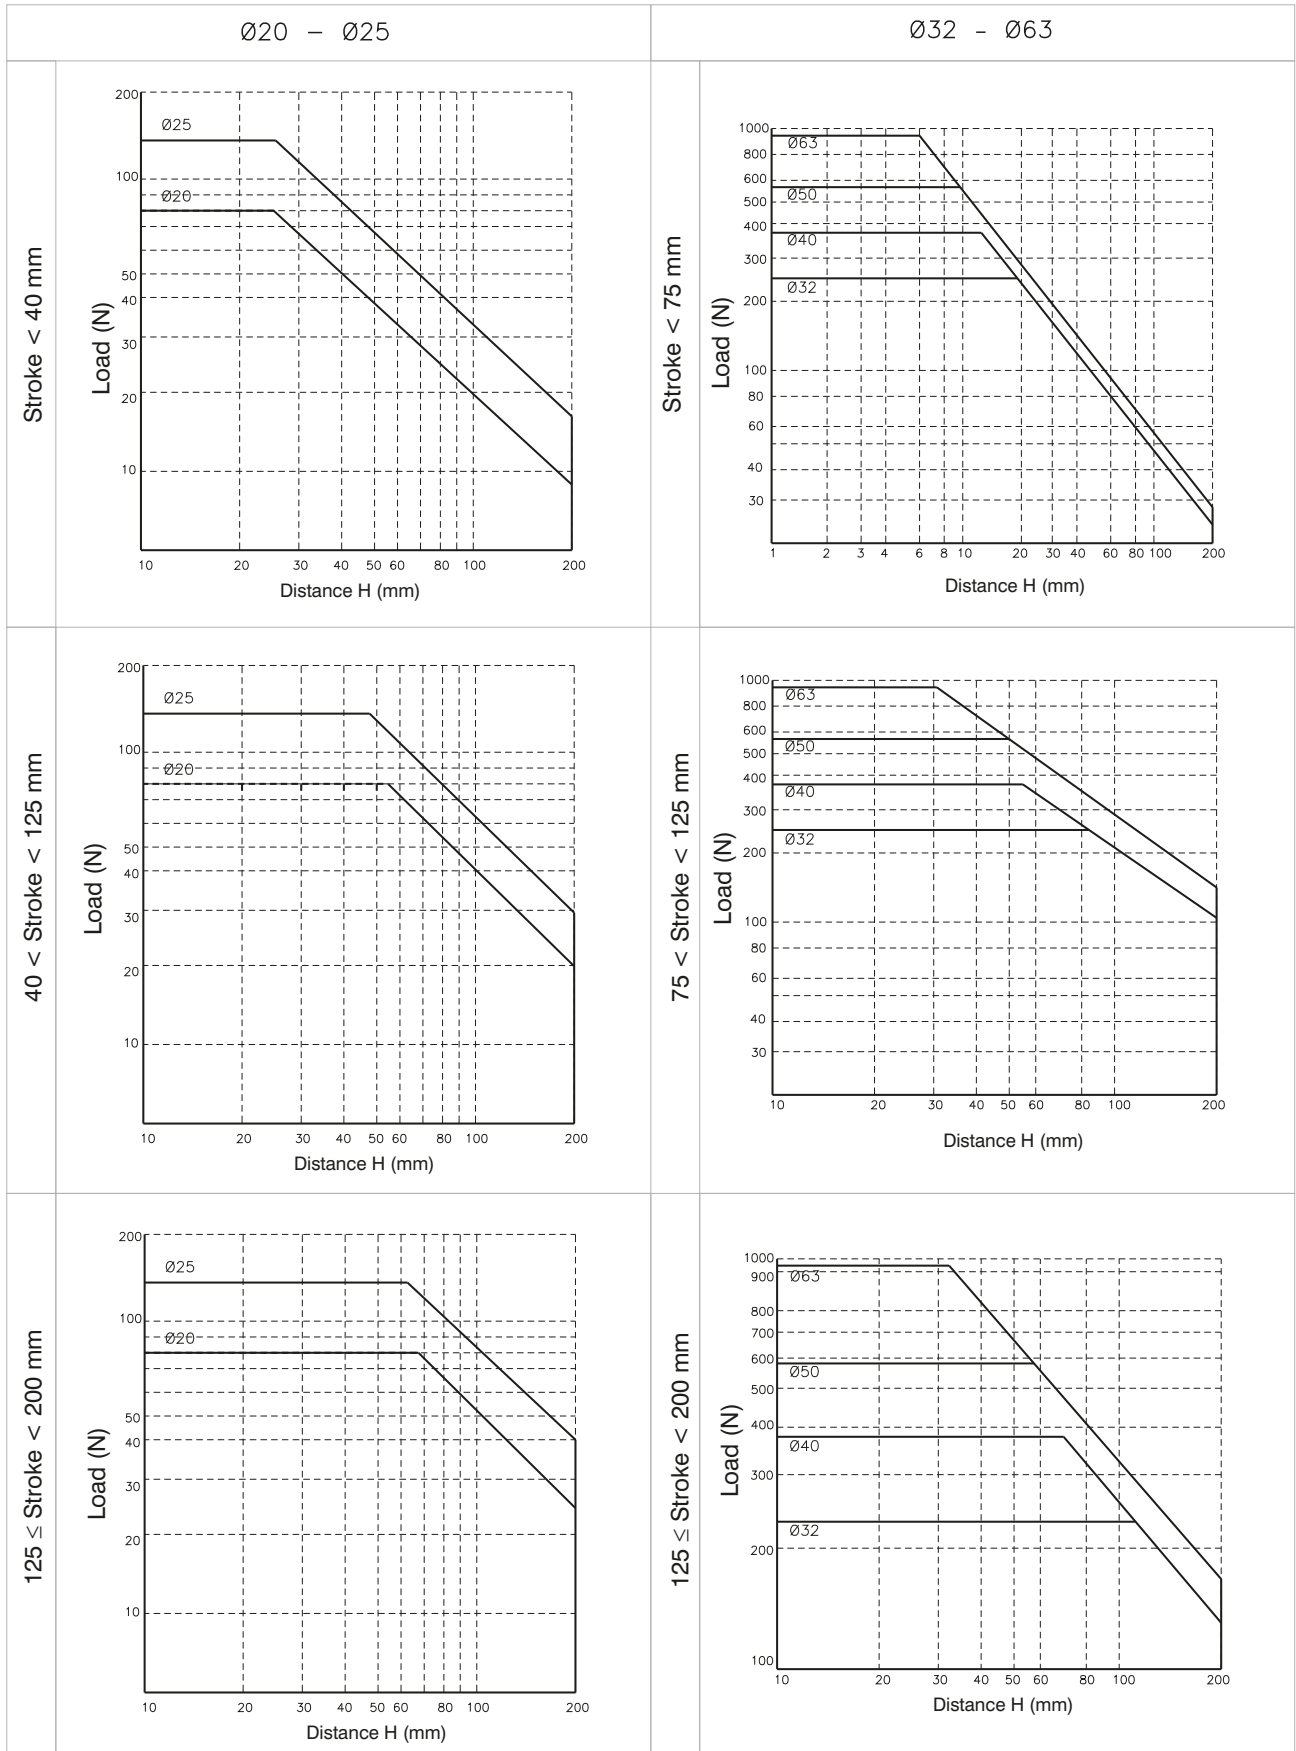 Ø20 – Ø25
Ø32 - Ø63
Stroke < 40 mm
Load (N)
200
100
50
40
30
20
10
Ø25
Ø20
10 20 30 40 50 60 80 100 200
Distance H (mm)
Stroke < 75 mm
Load (N)
1000
800
600
500
400
300
200
100
80
60
40
30
Ø63
Ø50
Ø40
Ø32
1 2 3 4 6 8 10 20 30 40 60 80 100 200
Distance H (mm)
40 < Stroke < 125 mm
Load (N)
200
100
50
40
30
20
10
Ø25
Ø20
10 20 30 40 50 60 80 100 200
Distance H (mm)
75 < Stroke < 125 mm
Load (N)
1000
800
600
500
400
300
200
100
80
60
40
30
Ø63
Ø50
Ø40
Ø32
10 20 30 40 50 60 80 100 200
Distance H (mm)
125 ≤ Stroke < 200 mm
Load (N)
200
100
50
40
30
20
10
Ø25
Ø20
10 20 30 40 50 60 80 100 200
Distance H (mm)
125 ≤ Stroke < 200 mm
Load (N)
1000
900
800
700
600
500
400
300
200
100
Ø63
Ø50
Ø40
Ø32
10 20 30 40 50 60 80 100 200
Distance H (mm)